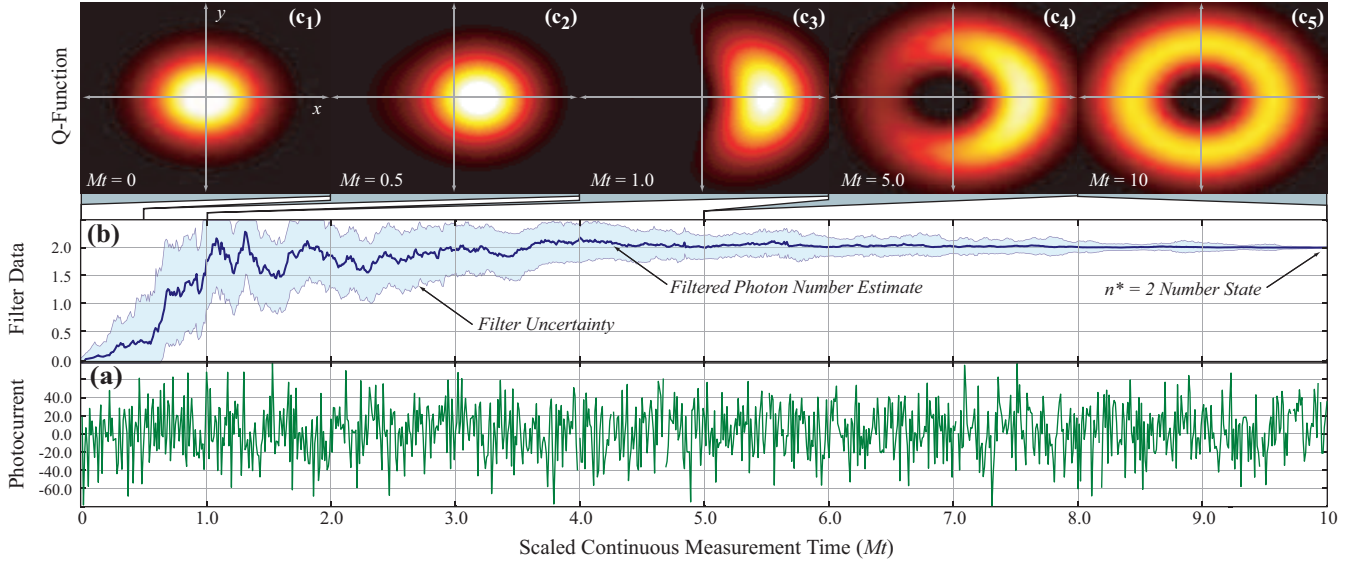 Q-Function
(c1)
(c2)
(c3)
(c4)
(c5)
y
x
Mt = 0
Mt = 0.5
Mt = 1.0
Mt = 5.0
Mt = 10
Filter Data
(b)
2.0
1.5
1.0
0.5
0.0
Filter Uncertainty
Filtered Photon Number Estimate
n* = 2 Number State
Photocurrent
(a)
40.0
20.0
0.0
-20.0
-40.0
-60.0
0 1.0 2.0 3.0 4.0 5.0 6.0 7.0 8.0 9.0 10
Scaled Continuous Measurement Time (Mt)